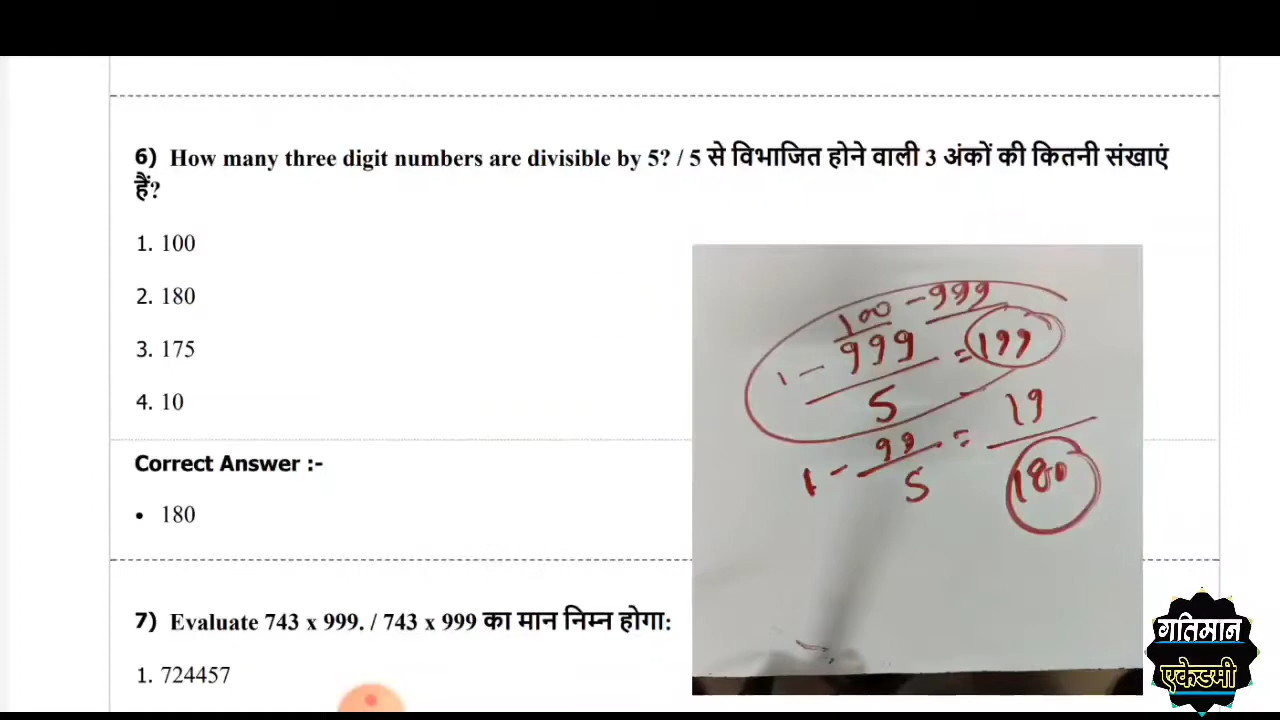 6) How many three digit numbers are divisible by 5? / 5 से विभाजित होने वाली 3 अंकों की कितनी संखाएं
हैं?
1. 100
2. 180
3. 175
4. 10
100 - 999
1 - 999 = 199
5
1 - 99 = 19
5
180
Correct Answer :-
• 180
7) Evaluate 743 x 999. / 743 x 999 का मान निम्न होगा:
1. 724457
गतिमान
एकेडमी